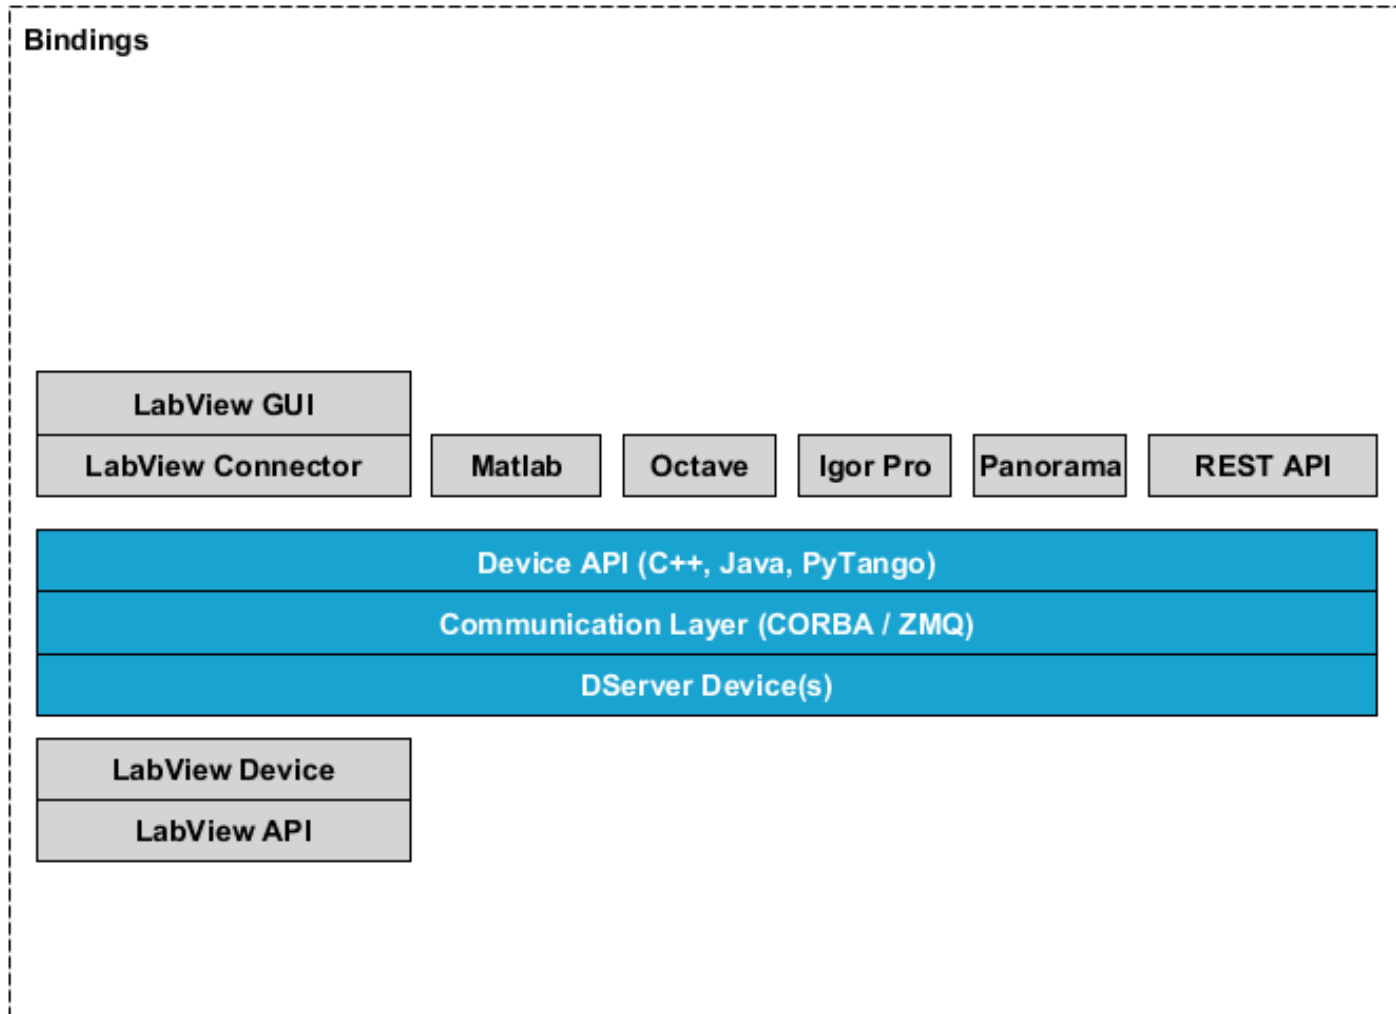 Bindings
LabView GUI
LabView Connector
Matlab
Octave
Igor Pro
Panorama
REST API
Device API (C++, Java, PyTango)
Communication Layer (CORBA / ZMQ)
DServer Device(s)
LabView Device
LabView API